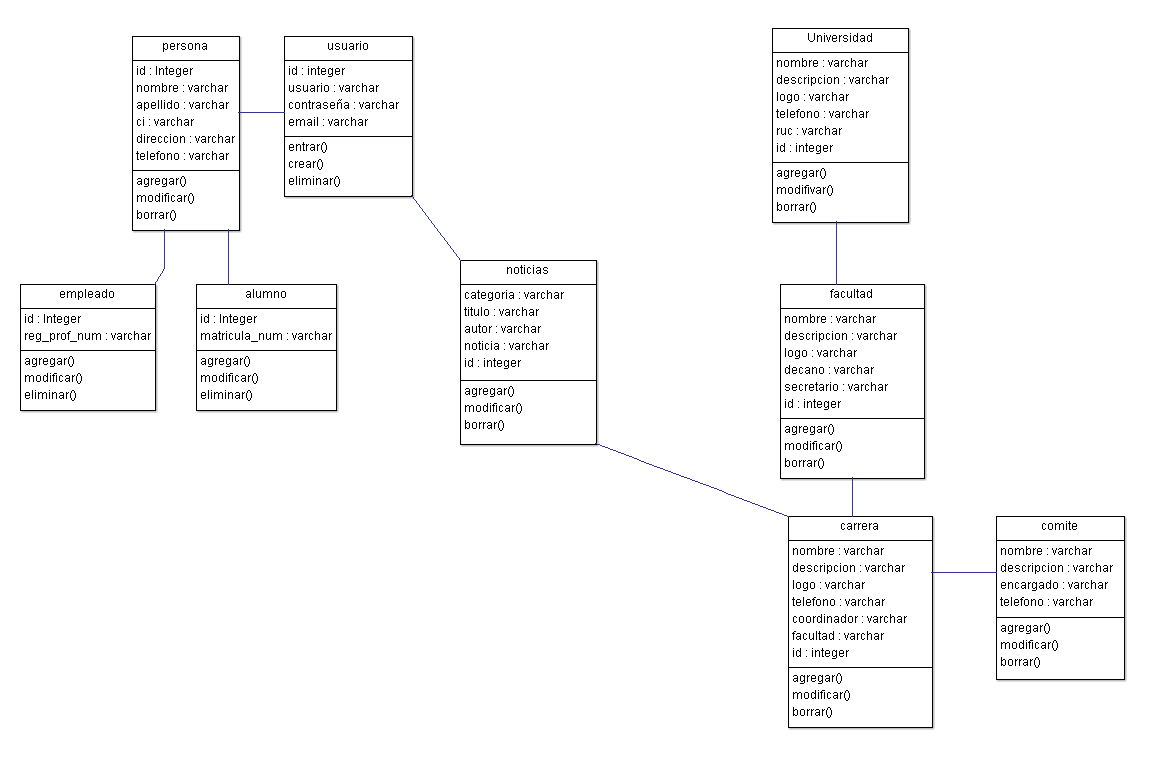 persona
id : Integer
nombre : varchar
apellido : varchar
ci : varchar
direccion : varchar
telefono : varchar
agregar()
modificar()
borrar()
usuario
id : integer
usuario : varchar
contraseña : varchar
email : varchar
entrar()
crear()
eliminar()
Universidad
nombre : varchar
descripcion : varchar
logo : varchar
telefono : varchar
ruc : varchar
id : integer
agregar()
modifivar()
borrar()
empleado
id : Integer
reg_prof_num : varchar
agregar()
modificar()
eliminar()
alumno
id : Integer
matricula_num : varchar
agregar()
modificar()
eliminar()
noticias
categoria : varchar
titulo : varchar
autor : varchar
noticia : varchar
id : integer
agregar()
modificar()
borrar()
facultad
nombre : varchar
descripcion : varchar
logo : varchar
decano : varchar
secretario : varchar
id : integer
agregar()
modificar()
borrar()
carrera
nombre : varchar
descripcion : varchar
logo : varchar
telefono : varchar
coordinador : varchar
facultad : varchar
id : integer
agregar()
modificar()
borrar()
comite
nombre : varchar
descripcion : varchar
encargado : varchar
telefono : varchar
agregar()
modificar()
borrar()